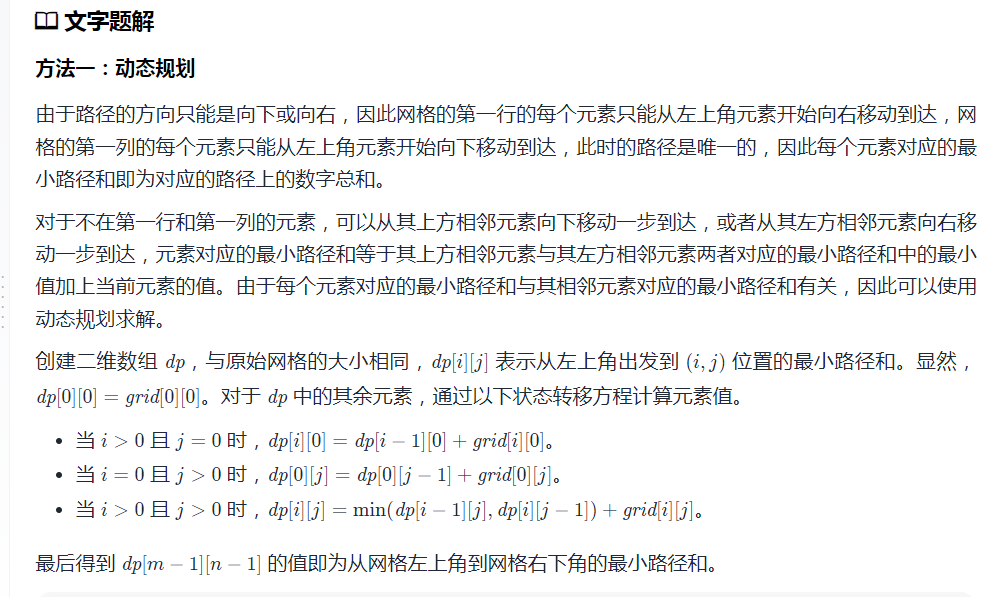 文字题解
方法一：动态规划
由于路径的方向只能是向下或向右，因此网格的第一行的每个元素只能从左上角元素开始向右移动到达，网
格的第一列的每个元素只能从左上角元素开始向下移动到达，此时的路径是唯一的，因此每个元素对应的最
小路径和即为对应的路径上的数字总和。
对于不在第一行和第一列的元素，可以从其上方相邻元素向下移动一步到达，或者从其左方相邻元素向右移
动一步到达，元素对应的最小路径和等于其上方相邻元素与其左方相邻元素两者对应的最小路径和中的最小
值加上当前元素的值。由于每个元素对应的最小路径和与其相邻元素对应的最小路径和有关，因此可以使用
动态规划求解。
创建二维数组 dp，与原始网格的大小相同，dp[i][j] 表示从左上角出发到 (i, j) 位置的最小路径和。显然，
dp[0][0] = grid[0][0]。对于 dp 中的其余元素，通过以下状态转移方程计算元素值。
• 当 i > 0 且 j = 0 时，dp[i][0] = dp[i − 1][0] + grid[i][0]。
• 当 i = 0 且 j > 0 时，dp[0][j] = dp[0][j − 1] + grid[0][j]。
• 当 i > 0 且 j > 0 时，dp[i][j] = min(dp[i − 1][j], dp[i][j − 1]) + grid[i][j]。
最后得到 dp[m − 1][n − 1] 的值即为从网格左上角到网格右下角的最小路径和。